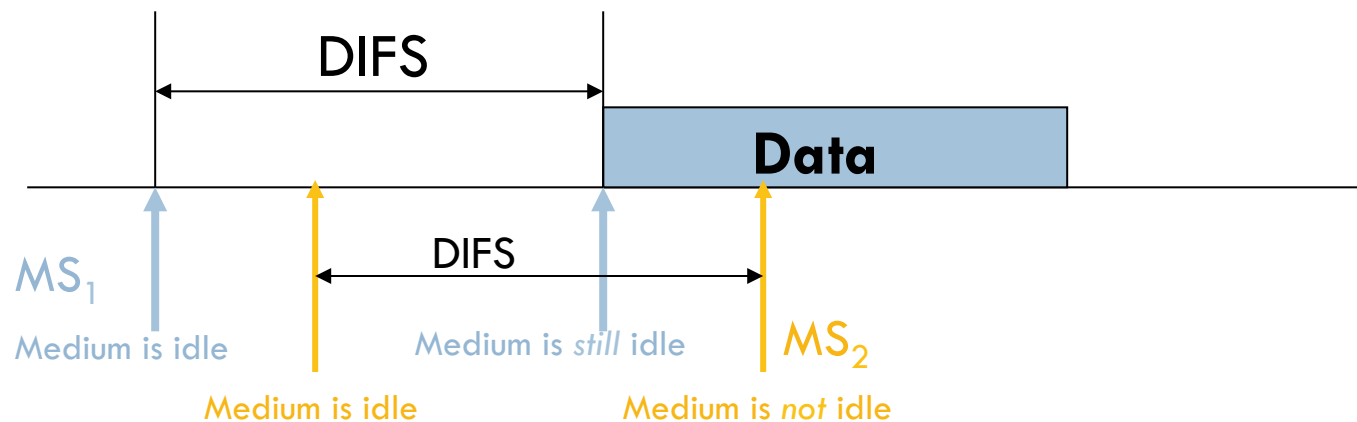 DIFS
Data
DIFS
MS₁
MS₂
Medium is idle
Medium is still idle
Medium is idle
Medium is not idle